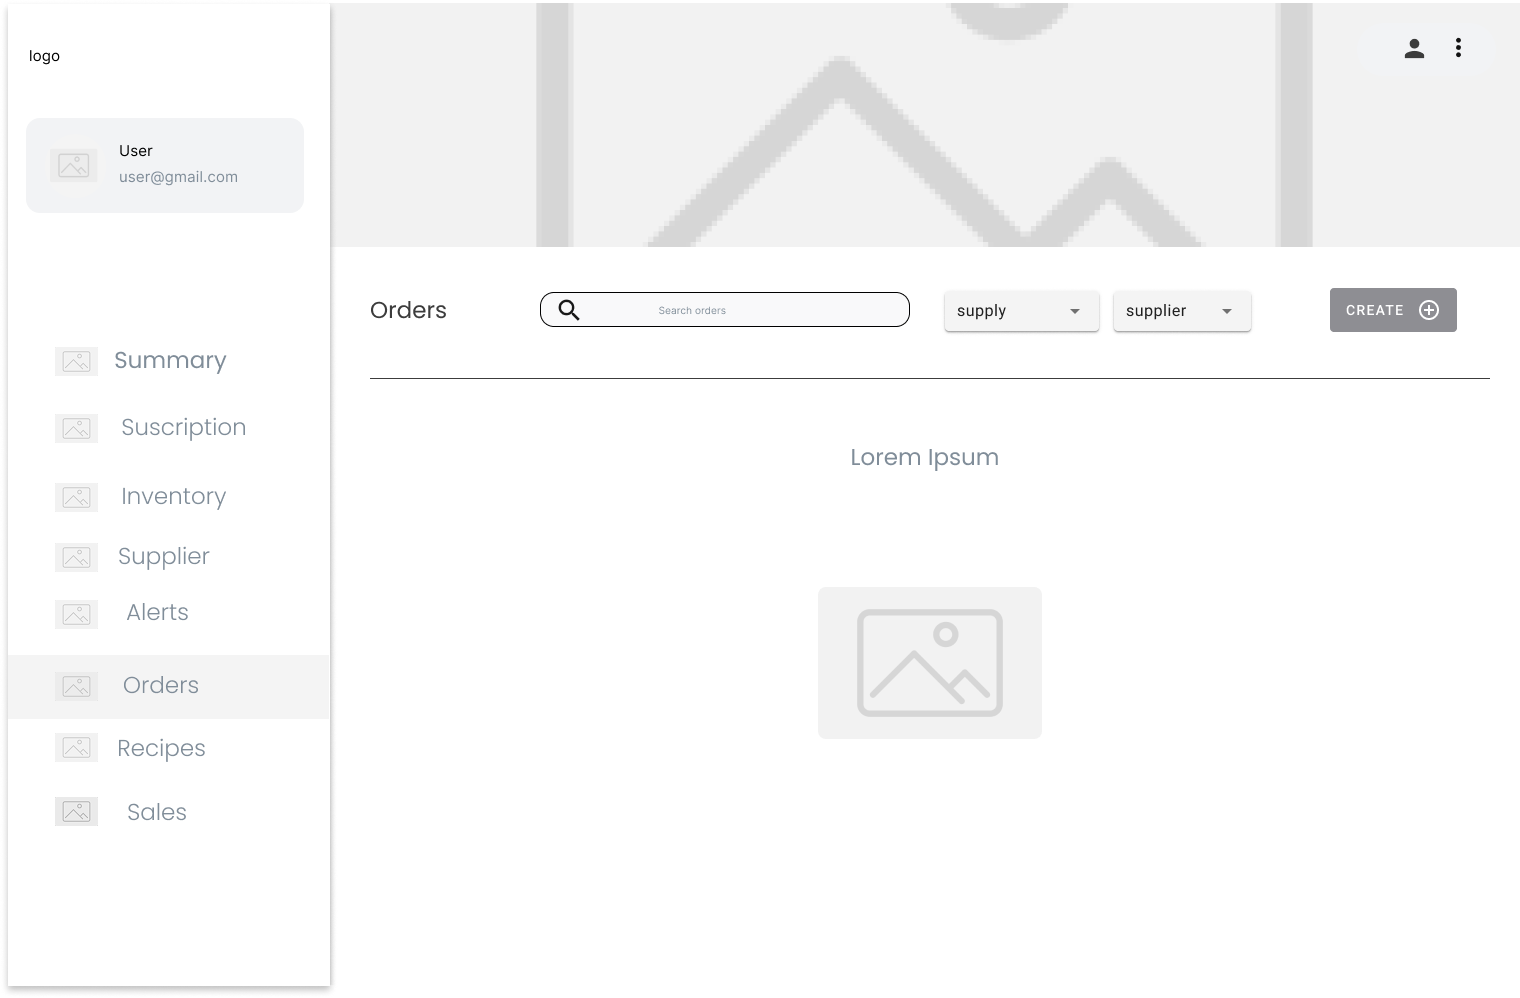 logo
User
user@gmail.com
Summary
Suscription
Inventory
Supplier
Alerts
Orders
Recipes
Sales
Orders
Search orders
supply
supplier
CREATE
Lorem Ipsum